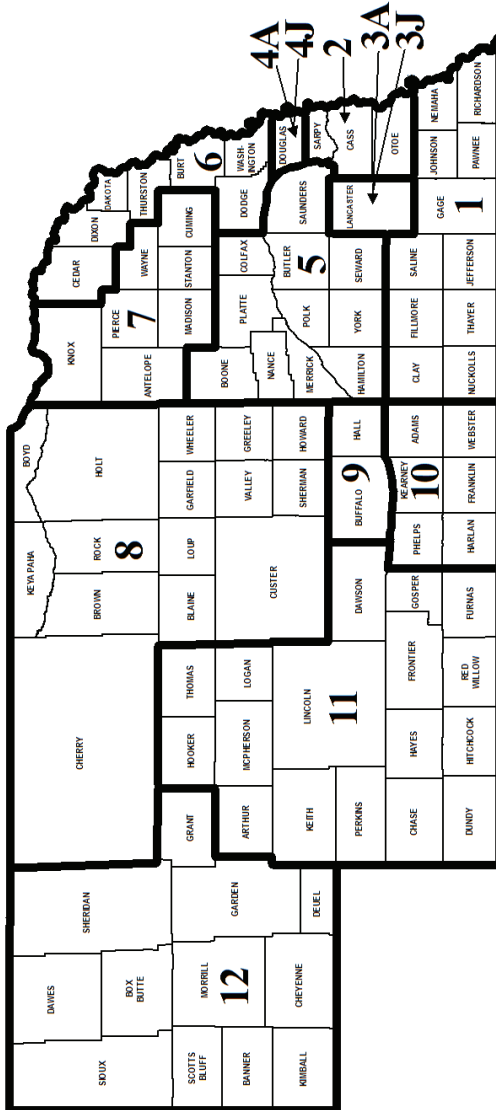 SIOUX
DAWES
BOX
BUTTE
SHERIDAN
SCOTTS
BLUFF
BANNER
KIMBALL
MORRILL
12
CHEYENNE
GARDEN
DEUEL
CHERRY
GRANT
HOOKER
THOMAS
ARTHUR
MCPHERSON
LOGAN
KEITH
LINCOLN
11
PERKINS
DAWSON
CHASE
HAYES
FRONTIER
GOSPER
DUNDY
HITCHCOCK
RED
WILLOW
FURNAS
KEYA PAHA
BOYD
BROWN
ROCK
8
HOLT
BLAINE
LOUP
GARFIELD
WHEELER
CUSTER
VALLEY
GREELEY
SHERMAN
HOWARD
BUFFALO
9
HALL
PHELPS
KEARNEY
10
ADAMS
HARLAN
FRANKLIN
WEBSTER
KNOX
CEDAR
DIXON
DAKOTA
ANTELOPE
PIERCE
7
WAYNE
THURSTON
MADISON
STANTON
CUMING
BURT
6
BOONE
PLATTE
COLFAX
DODGE
WASH-
INGTON
NANCE
MERRICK
POLK
BUTLER
5
SAUNDERS
DOUGLAS
SARPY
HAMILTON
YORK
SEWARD
LANCASTER
CASS
OTOE
CLAY
FILLMORE
SALINE
GAGE
JOHNSON
NEMAHA
NUCKOLLS
THAYER
JEFFERSON
1
PAWNEE
RICHARDSON
4A
4J
2
3A
3J